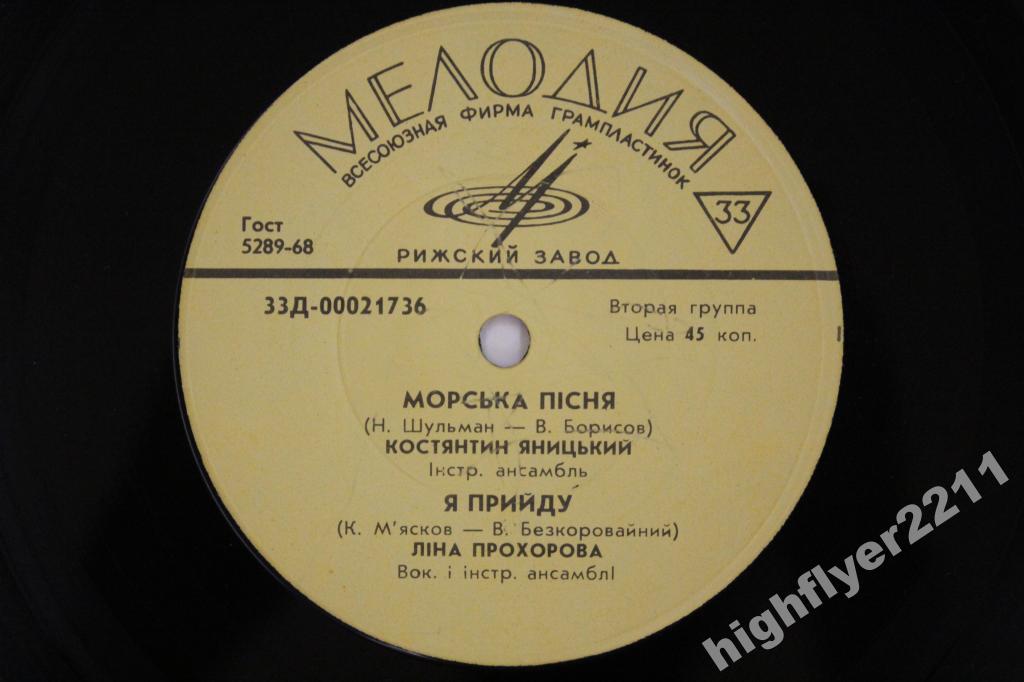 МЕЛОДИЯ
ВСЕСОЮЗНАЯ ФИРМА ГРАМПЛАСТИНОК
33
Гост
5289-68
РИЖСКИЙ ЗАВОД
33Д-00021736
Вторая группа
Цена 45 коп.
МОРСЬКА ПІСНЯ
(Н. Шульман — В. Борисов)
КОСТЯНТИН ЯНИЦЬКИЙ
Інстр. ансамбль
Я ПРИЙДУ
(К. М'ясков — В. Безкоровайний)
ЛІНА ПРОХОРОВА
Вок. і інстр. ансамблі
highflyer2211